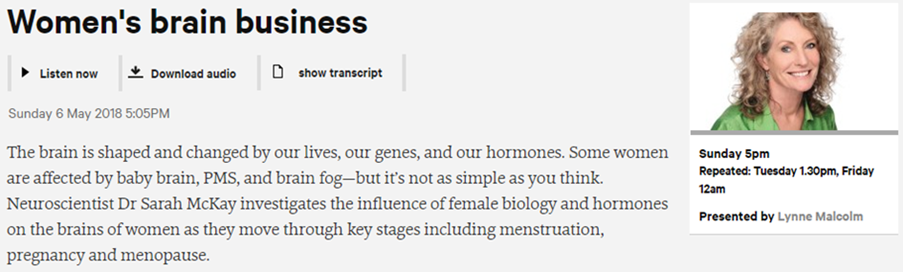 Women's brain business
Listen now
Download audio
show transcript
Sunday 6 May 2018 5:05PM
The brain is shaped and changed by our lives, our genes, and our hormones. Some women
are affected by baby brain, PMS, and brain fog—but it's not as simple as you think.
Neuroscientist Dr Sarah McKay investigates the influence of female biology and hormones
on the brains of women as they move through key stages including menstruation,
pregnancy and menopause.
Sunday 5pm
Repeated: Tuesday 1.30pm, Friday
12am
Presented by Lynne Malcolm